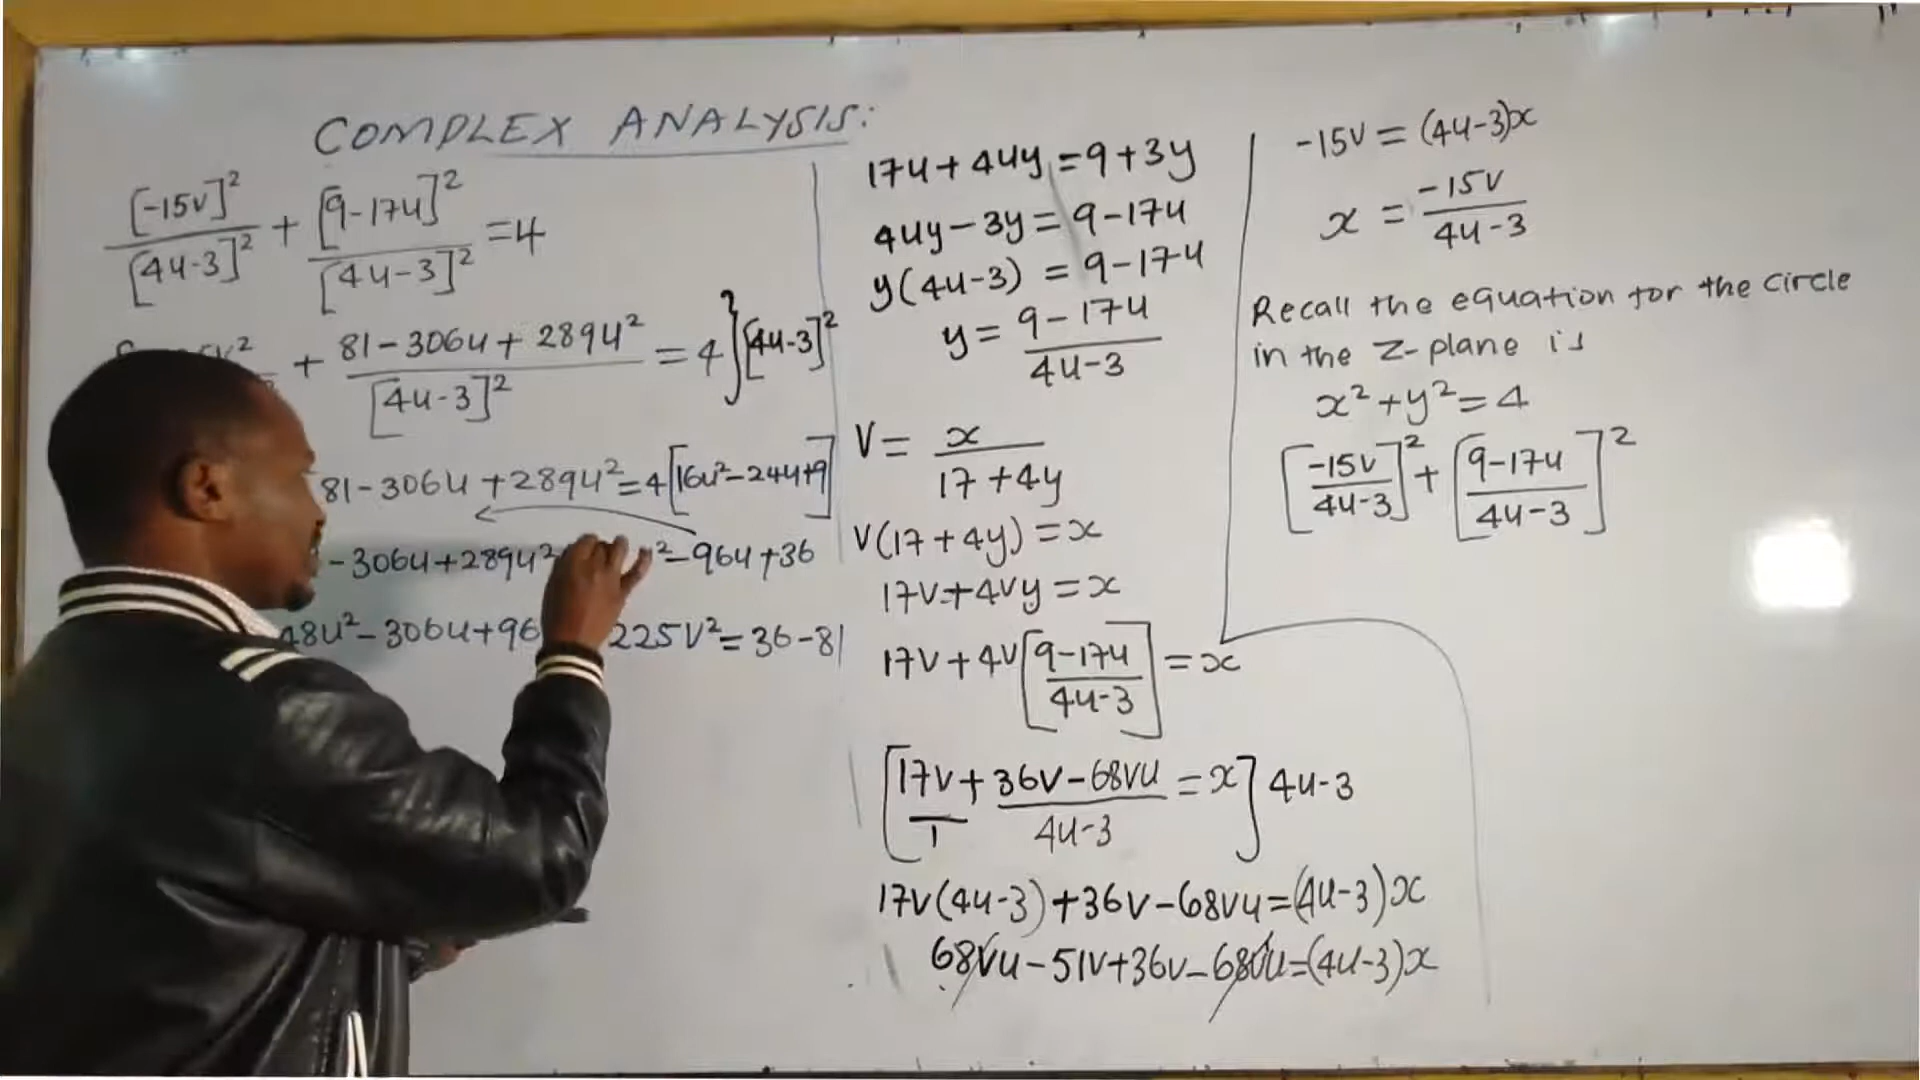 COMPLEX ANALYSIS:
[-15v]²/[4u-3]² + [9-17u]²/[4u-3]² = 4
v² + 81-306u+289u²/[4u-3]² = 4}[4u-3]²
81-306u+289u²=4[16u²-24u+9]
-306u+289u² ²-96u+36
48u²-306u+96 225v²=36-81
17u+4uy=9+3y
4uy-3y=9-17u
y(4u-3) = 9-17u
y = 9-17u/4u-3
v = x/17+4y
v(17+4y)=x
17v+4vy=x
17v+4v[9-17u/4u-3]=x
[17v/1 + 36v-68vu/4u-3 = x] 4u-3
17v(4u-3)+36v-68vu=(4u-3)x
68vu-51v+36v-68vu=(4u-3)x
-15v=(4u-3)x
x = -15v/4u-3
Recall the equation for the circle
in the z-plane is
x²+y²=4
[-15v/4u-3]²+[9-17u/4u-3]²